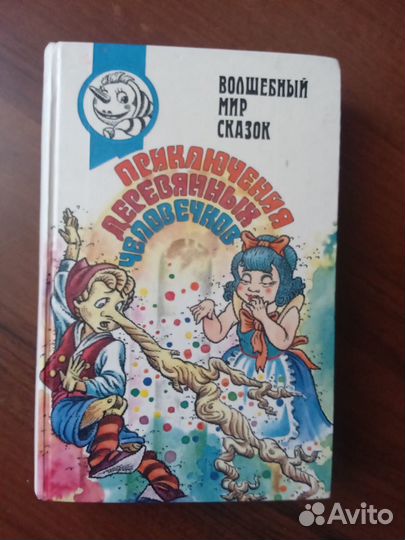 ВОЛШЕБНЫЙ
МИР
СКАЗОК
ПРИКЛЮЧЕНИЯ
ДЕРЕВЯННЫХ
ЧЕЛОВЕЧКОВ
Avito